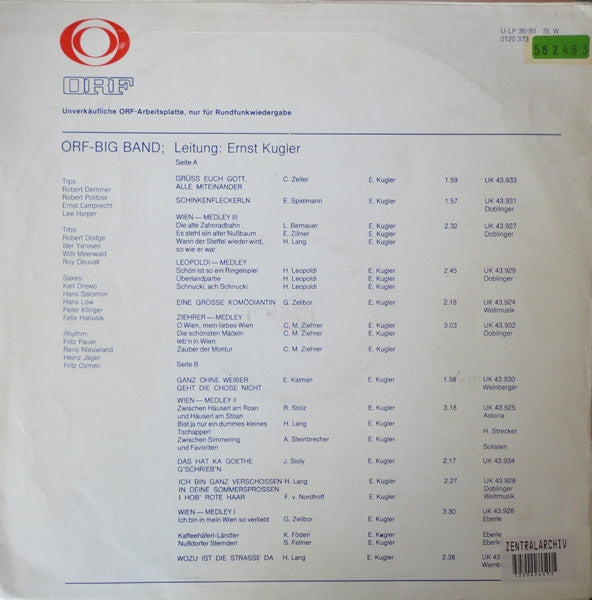 U-LP 36/80 St. W.
0120 373
562463
ORF
Unverkäufliche ORF-Arbeitsplatte, nur für Rundfunkwiedergabe
ORF-BIG BAND; Leitung: Ernst Kugler
Trps:
Robert Demmer
Robert Politzer
Ernst Lamprecht
Lee Harper
Trbs:
Robert Dodge
Ilter Yenisen
Willi Meerwald
Roy Deuvall
Saxes:
Karl Drewo
Hans Salomon
Hans Löw
Peter Klinger
Felix Hanusik
Rhythm:
Fritz Pauer
Rens Nieuwland
Heinz Jäger
Fritz Ozmec
Seite A
GRÜSS EUCH GOTT, C. Zeller E. Kugler 1.59 UK 43.933
ALLE MITEINANDER
SCHINKENFLECKERLN E. Spielmann E. Kugler 1.57 UK 43.931
Doblinger
WIEN — MEDLEY III
Die alte Zahnradbahn L. Bernauer E. Kugler 2.32 UK 43.927
Es steht ein alter Nußbaum E. Zillner E. Kugler Doblinger
Wann der Steffel wieder wird, H. Lang E. Kugler
so wie er war
LEOPOLDI — MEDLEY
Schön ist so ein Ringelspiel H. Leopoldi E. Kugler 2.45 UK 43.929
Überlandpartie H. Leopoldi E. Kugler Doblinger
Schnucki, ach Schnucki H. Leopoldi E. Kugler
EINE GROSSE KOMÖDIANTIN G. Zelibor E. Kugler 2.18 UK 43.924
Weltmusik
ZIEHRER — MEDLEY
O Wien, mein liebes Wien C. M. Ziehrer E. Kugler 3.03 UK 43.932
Die schönsten Mädeln C. M. Ziehrer E. Kugler Doblinger
leb'n in Wien
Zauber der Montur C. M. Ziehrer E. Kugler
Seite B
GANZ OHNE WEIBER E. Kalman E. Kugler 1.58 UK 43.930
GEHT DIE CHOSE NICHT Weinberger
WIEN — MEDLEY II
Zwischen Häuserl am Roan R. Stolz E. Kugler 3.18 UK 43.925
und Häuserl am Stoan Astoria
Bist ja nur ein dummes kleines H. Lang E. Kugler
Tschapperl H. Strecker
Zwischen Simmering A. Steinbrecher E. Kugler
und Favoriten Solisten
DAS HAT KA GOETHE J. Sioly E. Kugler 2.17 UK 43.934
G'SCHRIEB'N
ICH BIN GANZ VERSCHOSSEN H. Lang E. Kugler 2.27 UK 43.928
IN DEINE SOMMERSPROSSEN Doblinger
I HOB' ROTE HAAR F. v. Nordhoff E. Kugler Weltmusik
WIEN — MEDLEY I 3.30 UK 43.926
Ich bin in mein Wien so verliebt G. Zelibor E. Kugler Eberle
Kaffeehäferl-Ländler K. Föderl E. Kugler Eberle
Nußdorfer Sternderl S. Fellner E. Kugler Eberle
WOZU IST DIE STRASSE DA H. Lang E. Kugler 2.38 UK 43
Weinb
ZENTRALARCHIV